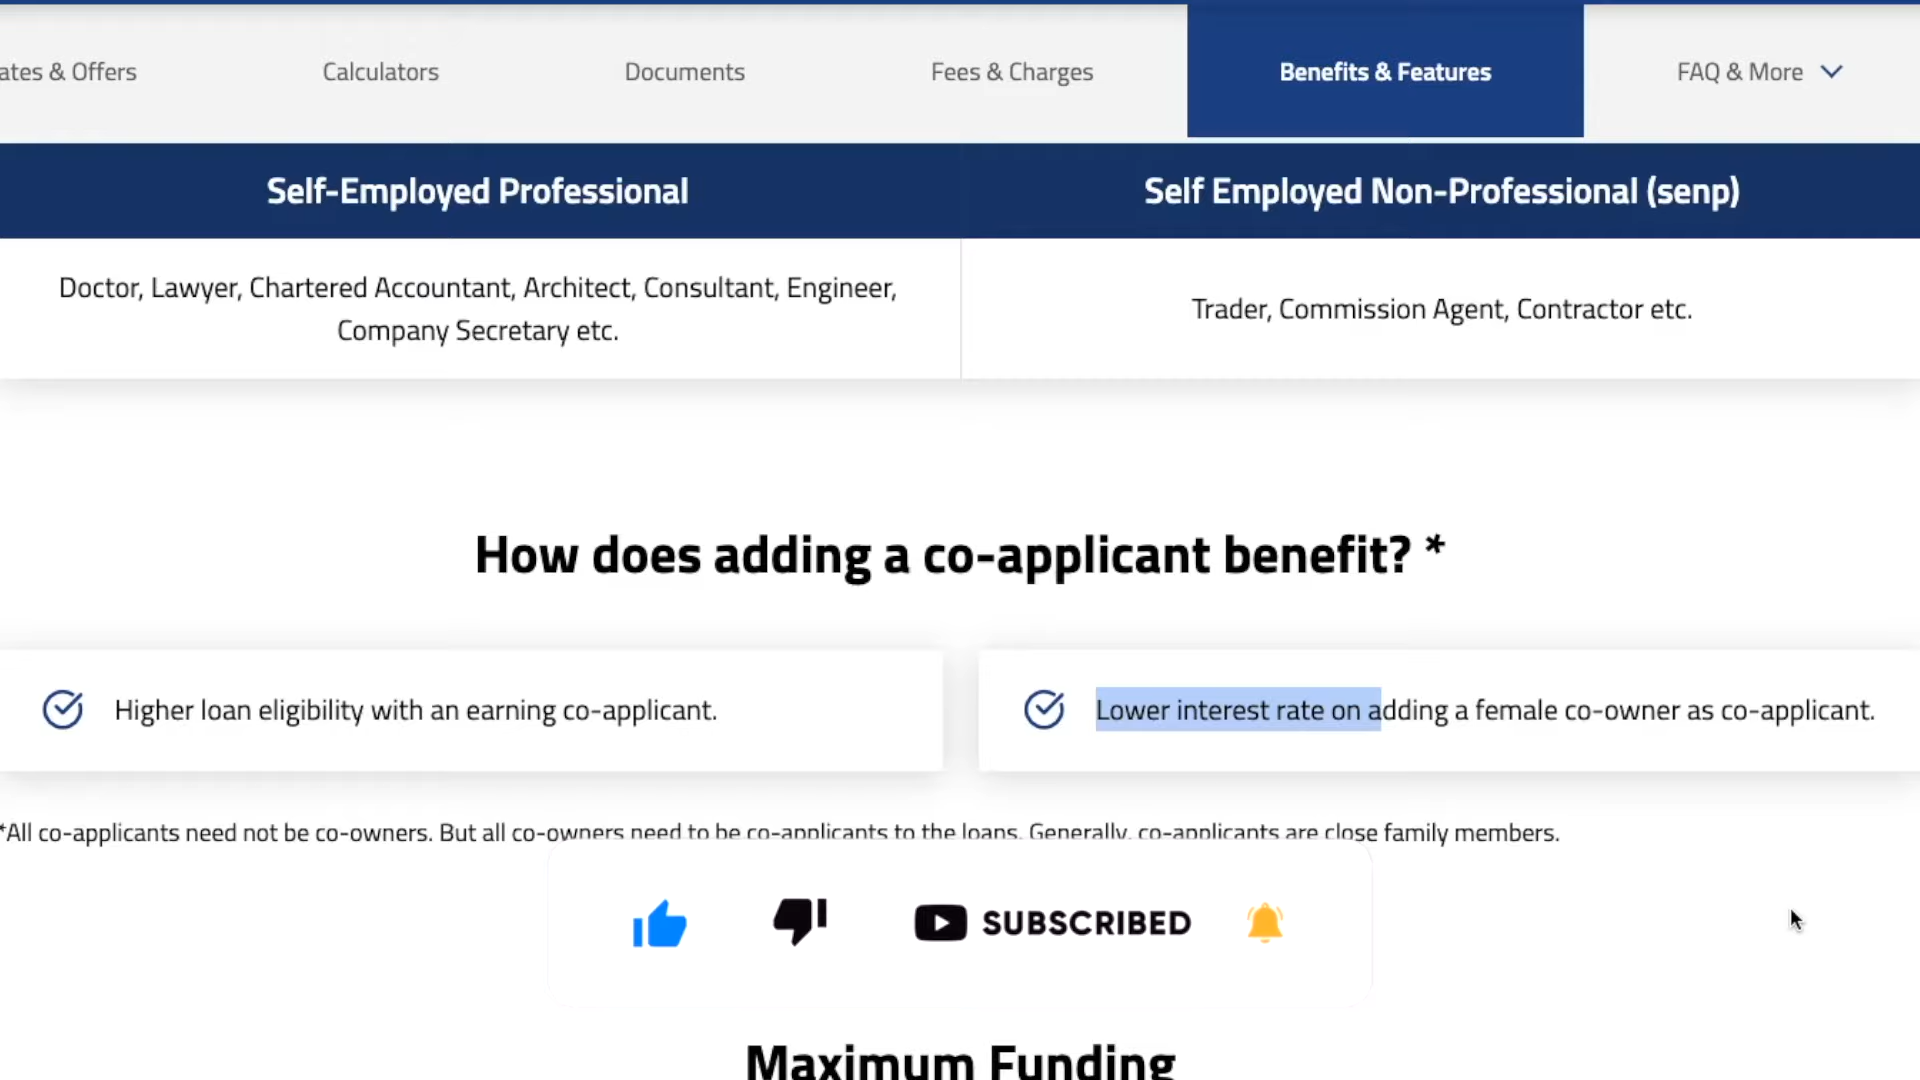 ates & Offers
Calculators
Documents
Fees & Charges
Benefits & Features
FAQ & More
Self-Employed Professional
Self Employed Non-Professional (senp)
Doctor, Lawyer, Chartered Accountant, Architect, Consultant, Engineer,
Company Secretary etc.
Trader, Commission Agent, Contractor etc.
How does adding a co-applicant benefit? *
Higher loan eligibility with an earning co-applicant.
Lower interest rate on adding a female co-owner as co-applicant.
*All co-applicants need not be co-owners. But all co-owners need to be co-applicants to the loans. Generally, co-applicants are close family members.
SUBSCRIBED
Maximum Funding